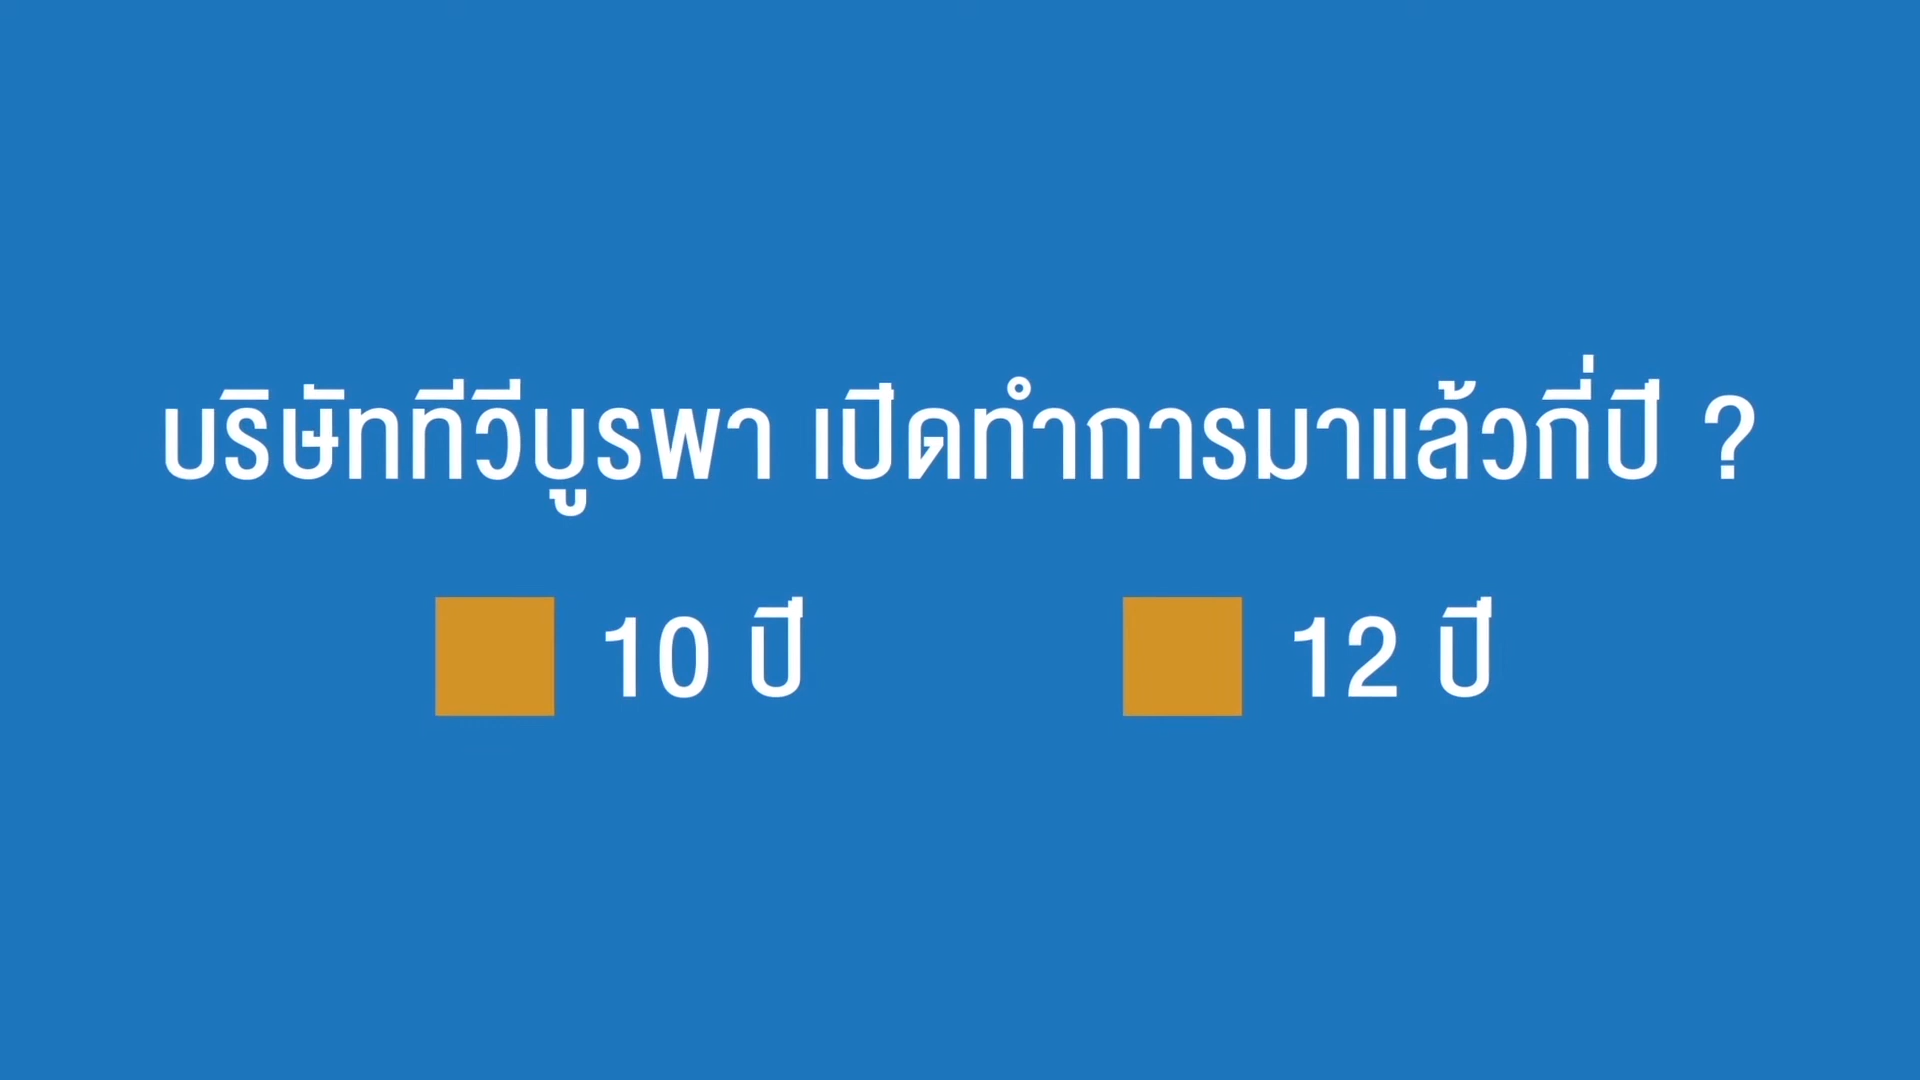 บริษัททีวีบูรพา เปิดทำการมาแล้วกี่ปี ?
10 ปี 12 ปี